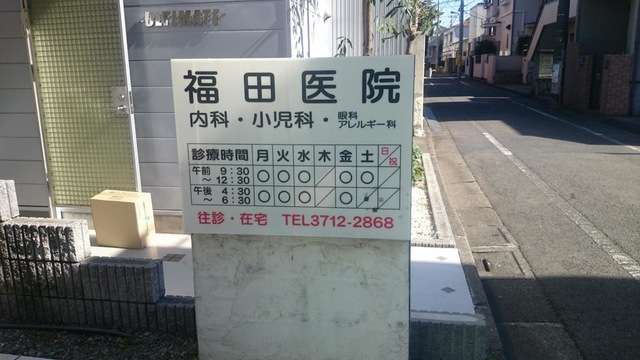 ULTIMATE
福田医院
内科・小児科・眼科
アレルギー科
診療時間 月 火 水 木 金 土 日 祝
午前 9:30 ～12:30 ○ ○ ○ ／ ○ ○
午後 4:30 ～ 6:30 ○ ○ ○ ／ ○
往診・在宅 TEL3712-2868